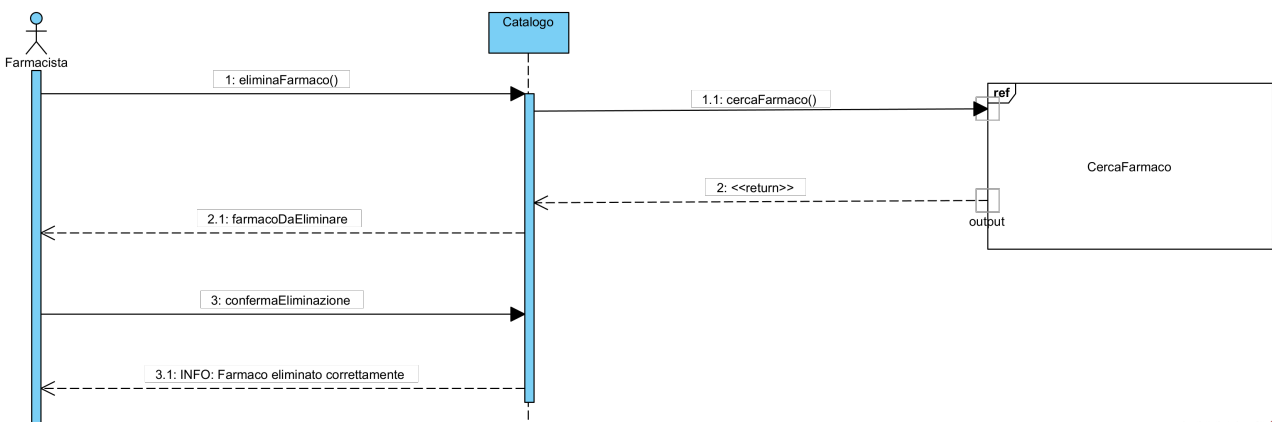 Catalogo
Farmacista
1: eliminaFarmaco()
1.1: cercaFarmaco()
ref
CercaFarmaco
2: <<return>>
output
2.1: farmacoDaEliminare
3: confermaEliminazione
3.1: INFO: Farmaco eliminato correttamente